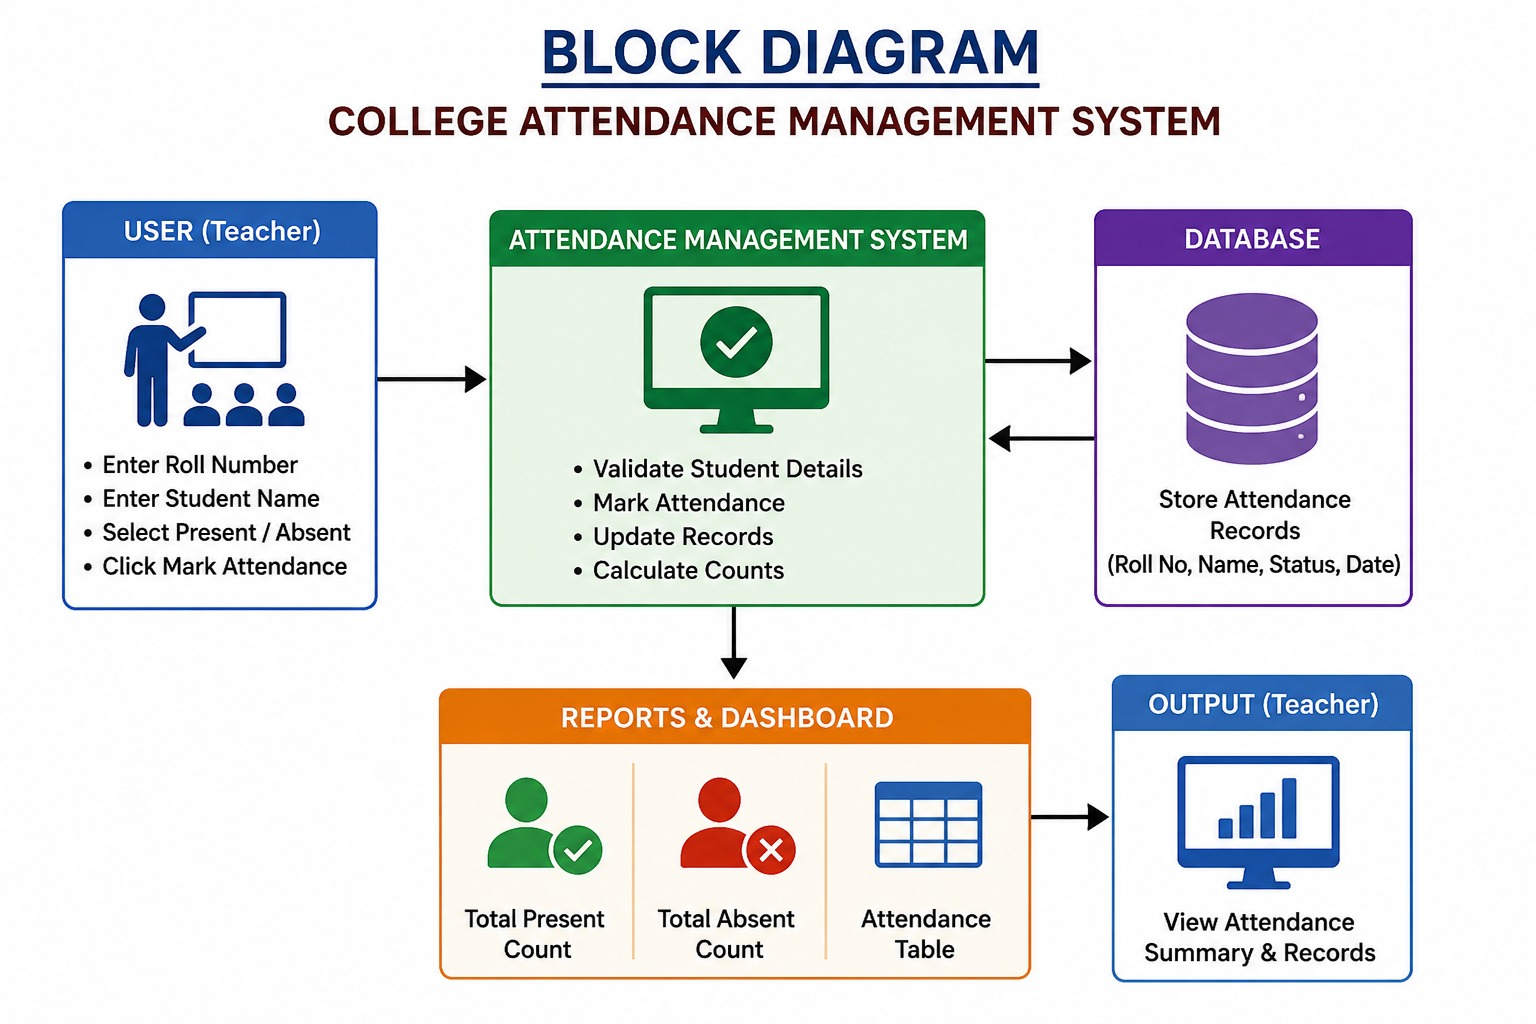 BLOCK DIAGRAM
COLLEGE ATTENDANCE MANAGEMENT SYSTEM
USER (Teacher)
• Enter Roll Number
• Enter Student Name
• Select Present / Absent
• Click Mark Attendance
ATTENDANCE MANAGEMENT SYSTEM
• Validate Student Details
• Mark Attendance
• Update Records
• Calculate Counts
DATABASE
Store Attendance
Records
(Roll No, Name, Status, Date)
REPORTS & DASHBOARD
Total Present
Count
Total Absent
Count
Attendance
Table
OUTPUT (Teacher)
View Attendance
Summary & Records